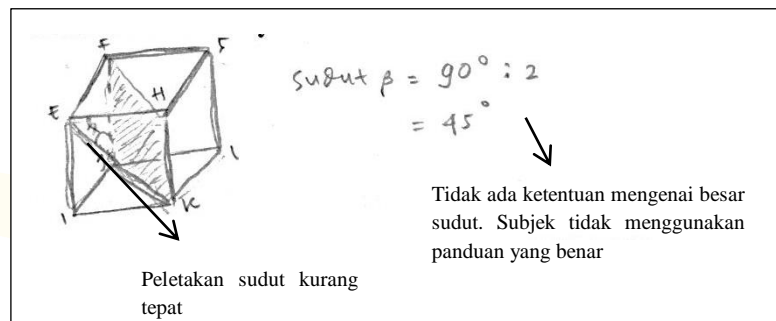 F
E
H
K
sudut β = 90° : 2
= 45°
Tidak ada ketentuan mengenai besar
sudut. Subjek tidak menggunakan
panduan yang benar
Peletakan sudut kurang
tepat